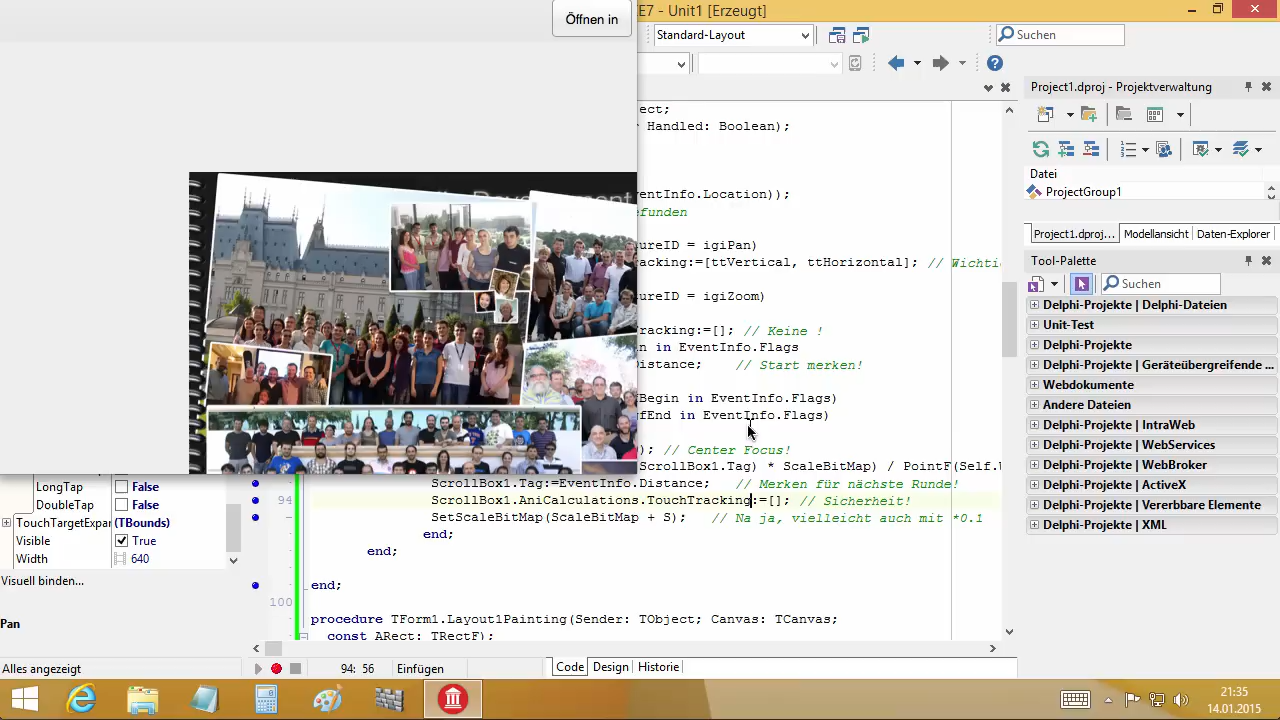 Öffnen in
E7 - Unit1 [Erzeugt]
Standard-Layout
Suchen
Project1.dproj - Projektverwaltung
Datei
ProjectGroup1
Project1.dproj...
Modellansicht
Daten-Explorer
Tool-Palette
Suchen
Delphi-Projekte | Delphi-Dateien
Unit-Test
Delphi-Projekte
Delphi-Projekte | Geräteübergreifende ...
Webdokumente
Andere Dateien
Delphi-Projekte | IntraWeb
Delphi-Projekte | WebServices
Delphi-Projekte | WebBroker
Delphi-Projekte | ActiveX
Delphi-Projekte | Vererbbare Elemente
Delphi-Projekte | XML
ect;
Handled: Boolean);
ventInfo.Location));
efunden
ureID = igiPan)
acking:=[ttVertical, ttHorizontal]; // Wichti
ureID = igiZoom)
racking:=[]; // Keine !
n in EventInfo.Flags
istance; // Start merken!
Begin in EventInfo.Flags)
fEnd in EventInfo.Flags)
); // Center Focus!
ScrollBox1.Tag) * ScaleBitMap) / PointF(Self.
ScrollBox1.Tag:=EventInfo.Distance; // Merken für nächste Runde!
94 ScrollBox1.AniCalculations.TouchTracking:=[]; // Sicherheit!
SetScaleBitMap(ScaleBitMap + S); // Na ja, vielleicht auch mit *0.1
end;
end;
end;
100
procedure TForm1.Layout1Painting(Sender: TObject; Canvas: TCanvas;
const ARect: TRectF);
LongTap False
DoubleTap False
TouchTargetExpar (TBounds)
Visible True
Width 640
Visuell binden...
Pan
Alles angezeigt
94: 56
Einfügen
Code
Design
Historie
21:35
14.01.2015